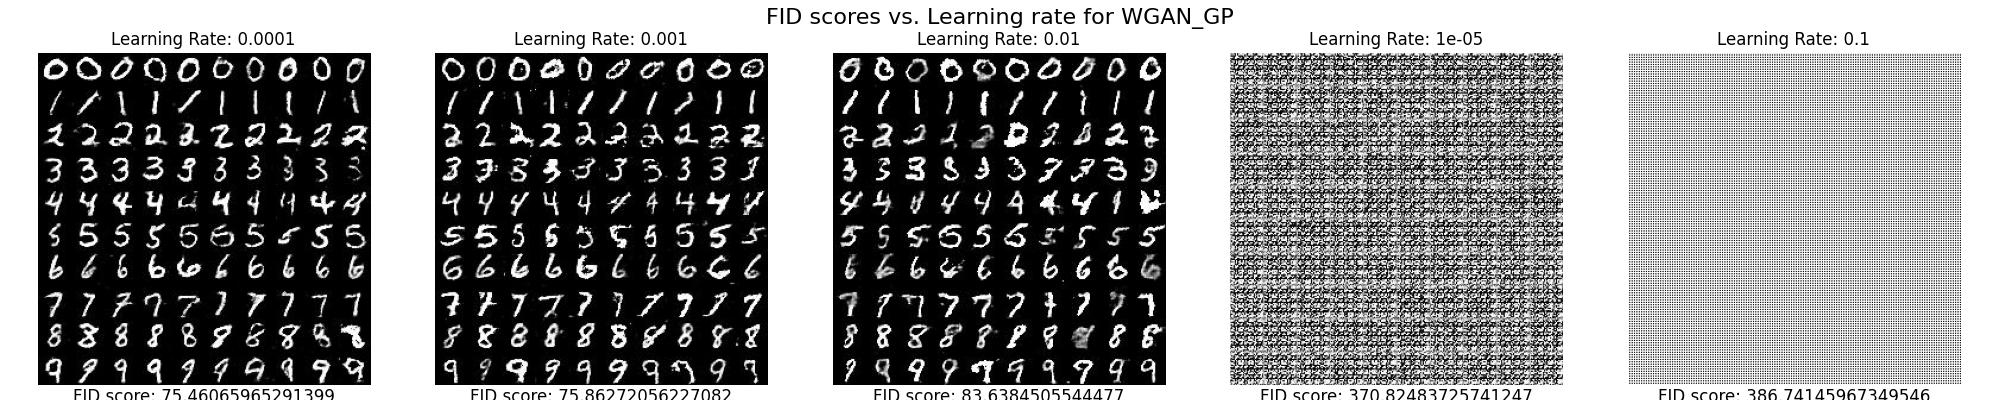 FID scores vs. Learning rate for WGAN_GP
Learning Rate: 0.0001
Learning Rate: 0.001
Learning Rate: 0.01
Learning Rate: 1e-05
Learning Rate: 0.1
FID score: 75.46065965291399
FID score: 75.86272056227082
FID score: 83.6384505544477
FID score: 370.82483725741247
FID score: 386.74145967349546